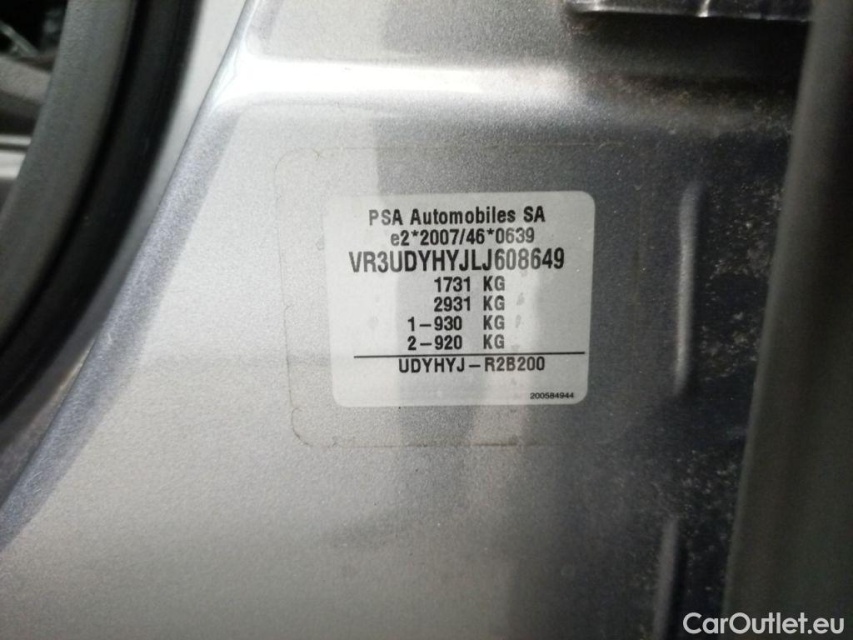 PSA Automobiles SA
e2*2007/46*0639
VR3UDYHYJLJ608649
1731 KG
2931 KG
1-930 KG
2-920 KG
UDYHYJ-R2B200
200584944
CarOutlet.eu